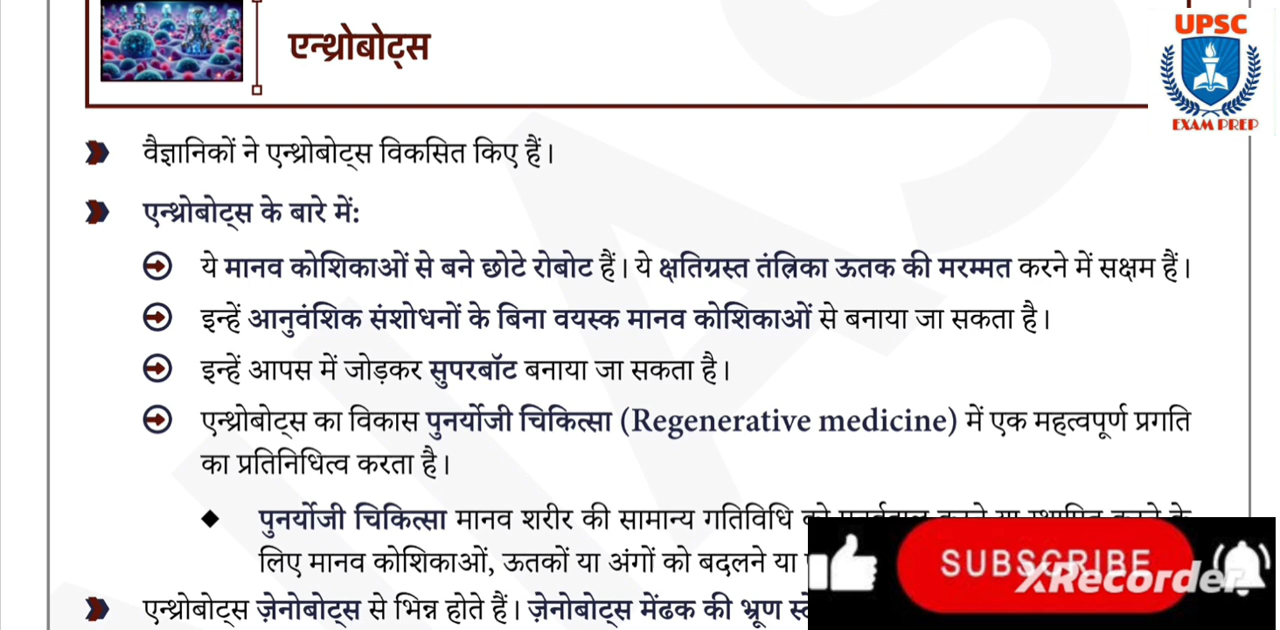 एन्थ्रोबोट्स
UPSC
EXAM PREP
वैज्ञानिकों ने एन्थ्रोबोट्स विकसित किए हैं।
एन्थ्रोबोट्स के बारे में:
ये मानव कोशिकाओं से बने छोटे रोबोट हैं। ये क्षतिग्रस्त तंत्रिका ऊतक की मरम्मत करने में सक्षम हैं।
इन्हें आनुवंशिक संशोधनों के बिना वयस्क मानव कोशिकाओं से बनाया जा सकता है।
इन्हें आपस में जोड़कर सुपरबॉट बनाया जा सकता है।
एन्थ्रोबोट्स का विकास पुनर्योजी चिकित्सा (Regenerative medicine) में एक महत्वपूर्ण प्रगति
का प्रतिनिधित्व करता है।
पुनर्योजी चिकित्सा मानव शरीर की सामान्य गतिविधि
लिए मानव कोशिकाओं, ऊतकों या अंगों को बदलने या
एन्थ्रोबोट्स ज़ेनोबोट्स से भिन्न होते हैं। ज़ेनोबोट्स मेंढक की भ्रूण
SUBSCRIBE
XRecorder